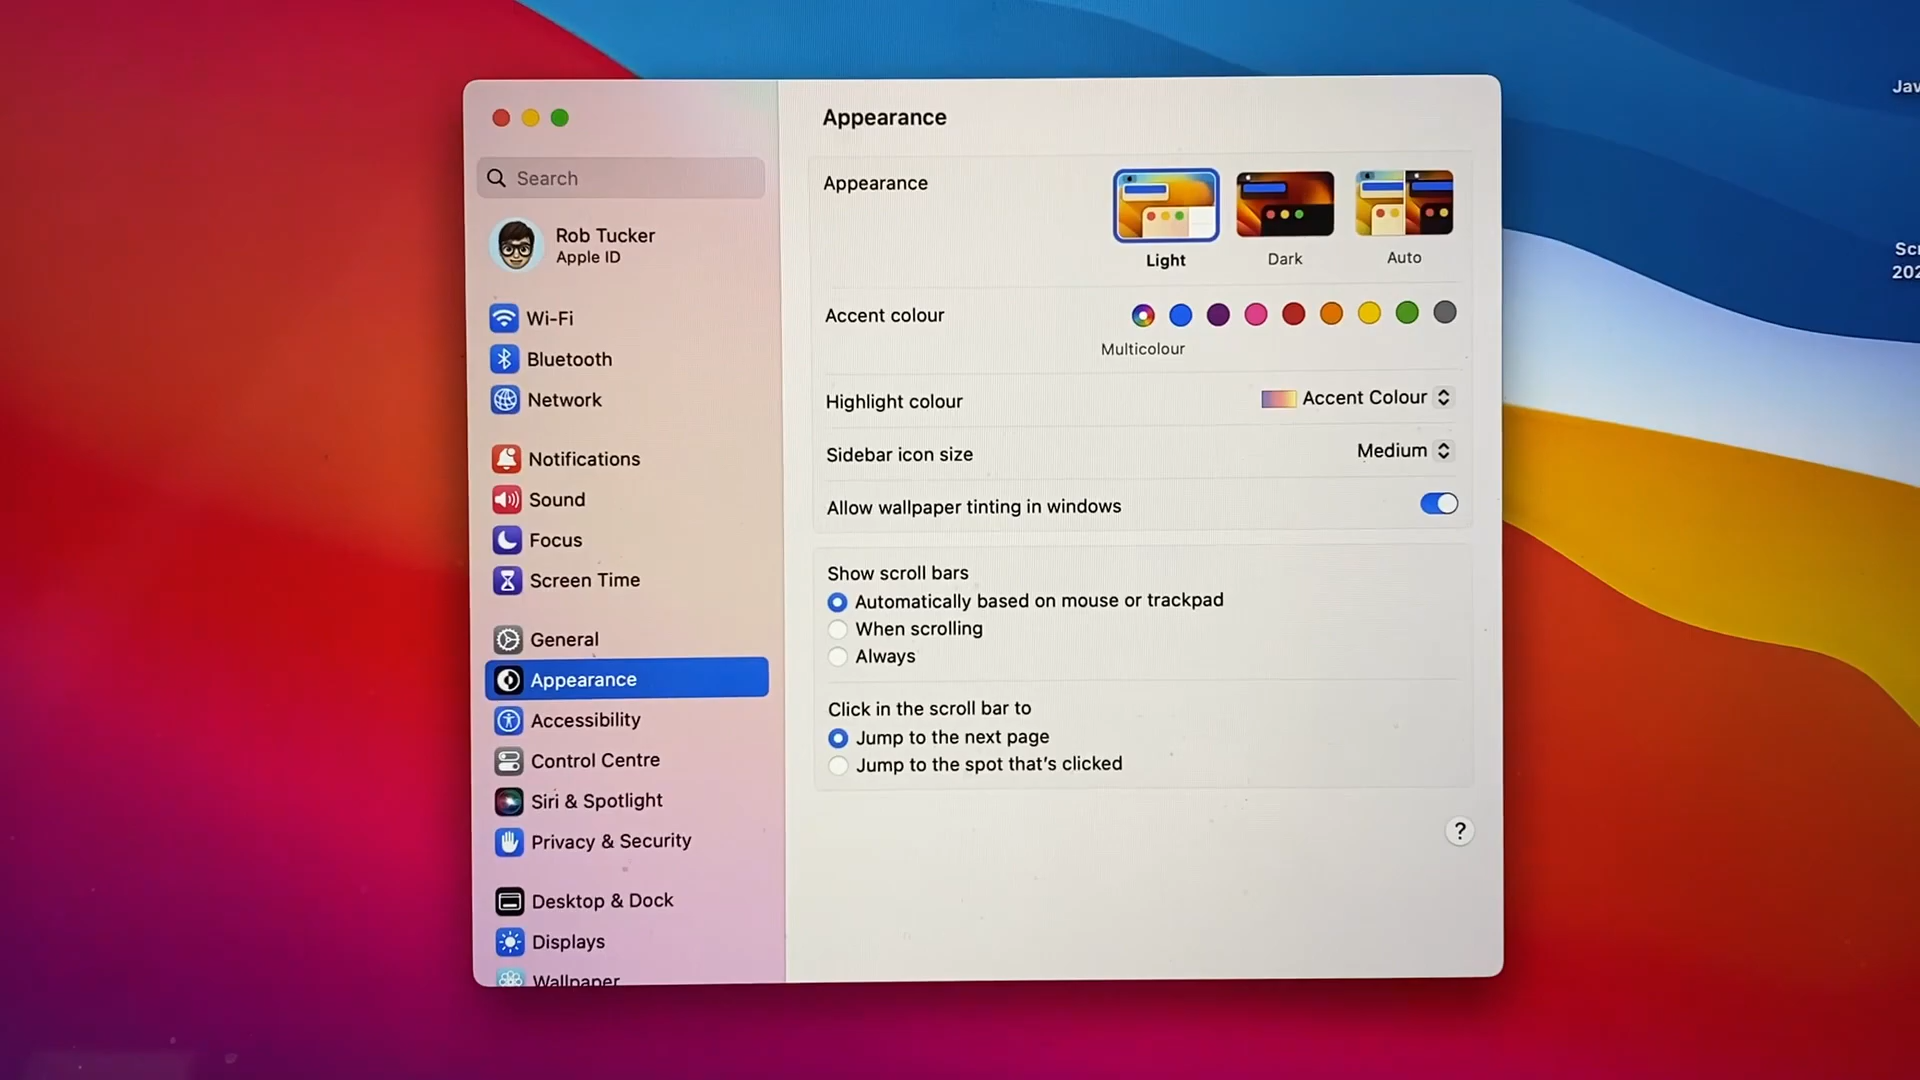 Appearance
Search
Rob Tucker
Apple ID
Wi-Fi
Bluetooth
Network
Notifications
Sound
Focus
Screen Time
General
Appearance
Accessibility
Control Centre
Siri & Spotlight
Privacy & Security
Desktop & Dock
Displays
Wallpaper
Appearance
Light
Dark
Auto
Accent colour
Multicolour
Highlight colour
Accent Colour
Sidebar icon size
Medium
Allow wallpaper tinting in windows
Show scroll bars
Automatically based on mouse or trackpad
When scrolling
Always
Click in the scroll bar to
Jump to the next page
Jump to the spot that's clicked
?